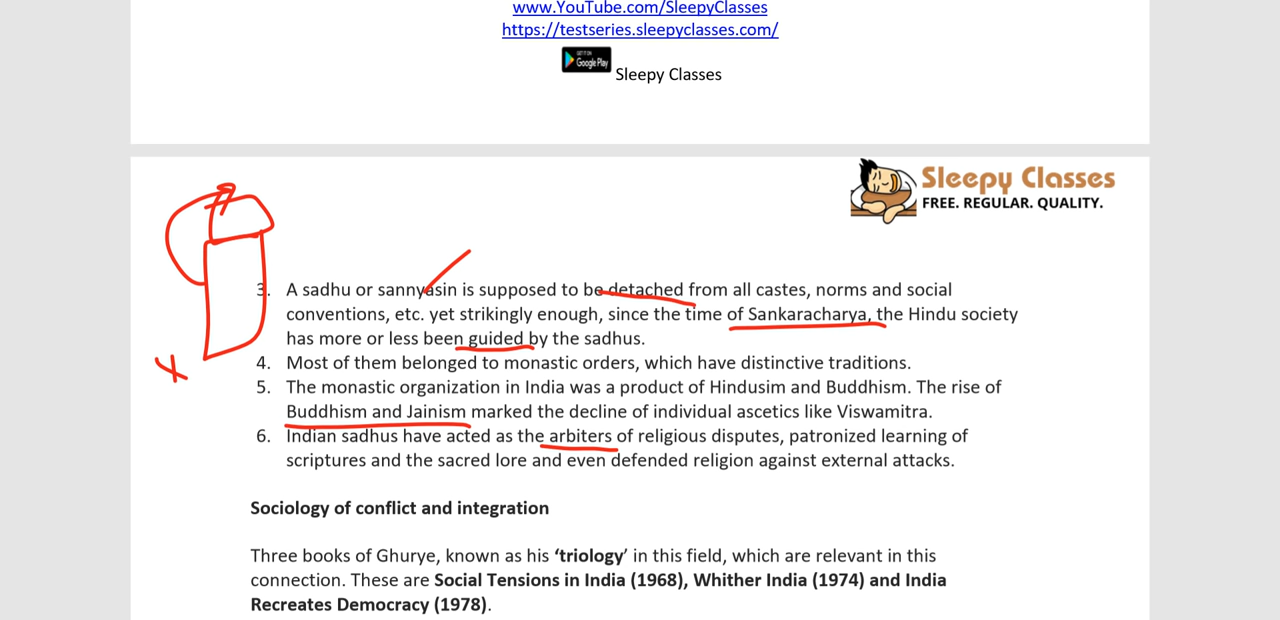 www.YouTube.com/SleepyClasses
https://testseries.sleepyclasses.com/
GET IT ON
Google Play
Sleepy Classes
Sleepy Classes
FREE. REGULAR. QUALITY.
3. A sadhu or sannyasin is supposed to be detached from all castes, norms and social
conventions, etc. yet strikingly enough, since the time of Sankaracharya, the Hindu society
has more or less been guided by the sadhus.
4. Most of them belonged to monastic orders, which have distinctive traditions.
5. The monastic organization in India was a product of Hindusim and Buddhism. The rise of
Buddhism and Jainism marked the decline of individual ascetics like Viswamitra.
6. Indian sadhus have acted as the arbiters of religious disputes, patronized learning of
scriptures and the sacred lore and even defended religion against external attacks.
Sociology of conflict and integration
Three books of Ghurye, known as his ‘triology’ in this field, which are relevant in this
connection. These are Social Tensions in India (1968), Whither India (1974) and India
Recreates Democracy (1978).